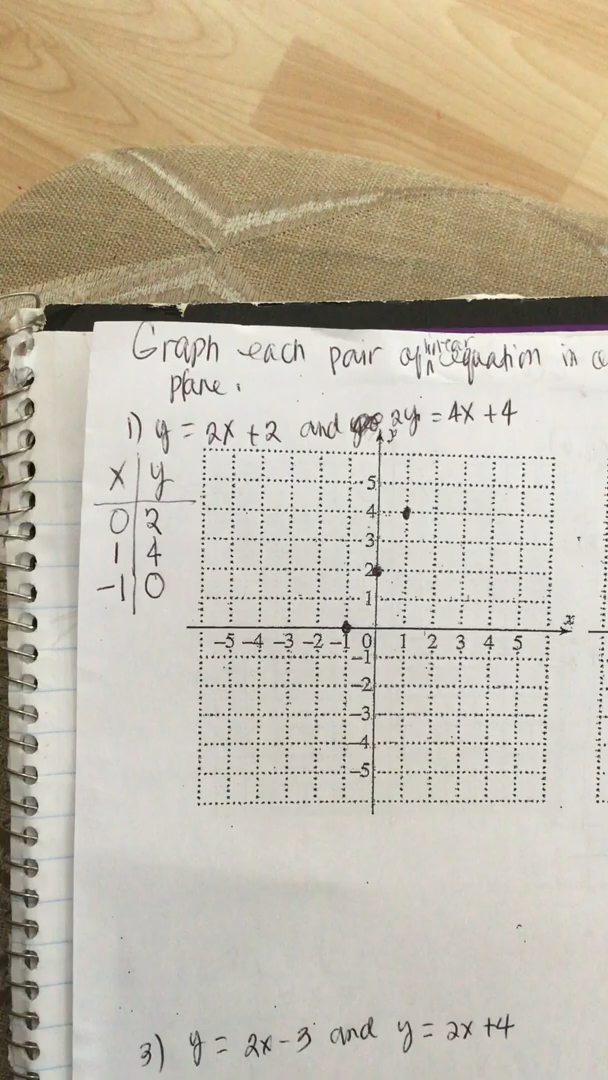 Graph each pair of linear equation in a
plane.
1) y = 2x + 2 and 2y = 4x + 4
x y
0 2
1 4
-1 0
y
5
4
3
2
1
-5 -4 -3 -2 -1 0 1 2 3 4 5 x
-1
-2
-3
-4
-5
3) y = 2x - 3 and y = 2x + 4